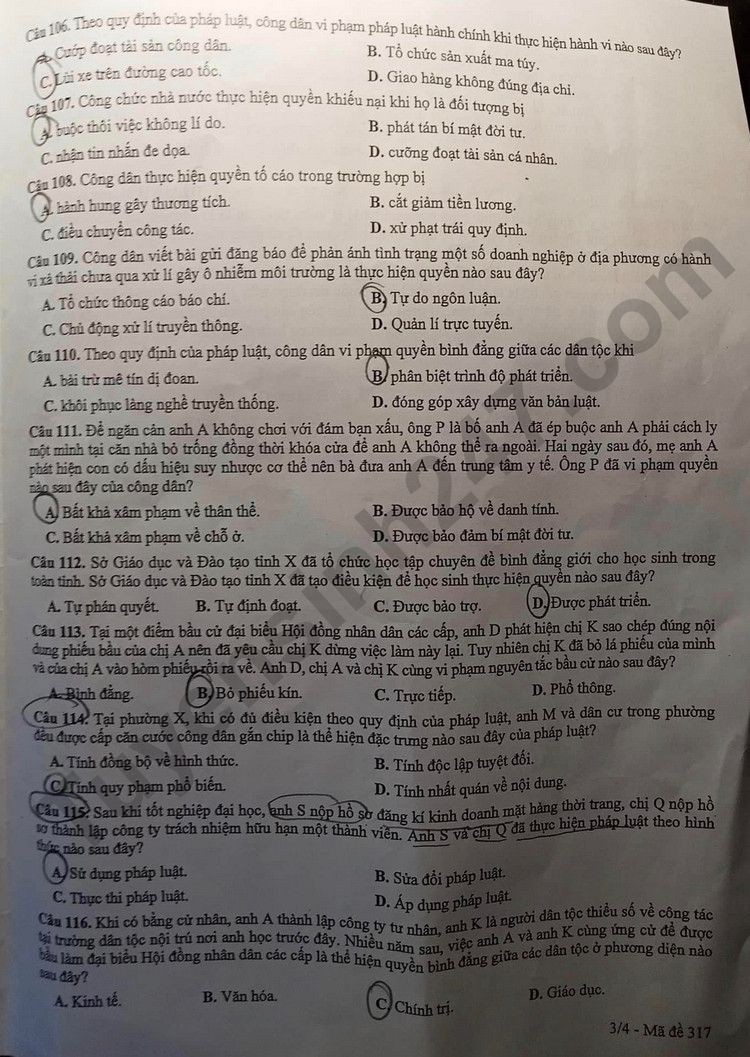 Câu 106. Theo quy định của pháp luật, công dân vi phạm pháp luật hành chính khi thực hiện hành vi nào sau đây?
A. Cướp đoạt tài sản công dân. B. Tổ chức sản xuất ma túy.
C. Lùi xe trên đường cao tốc. D. Giao hàng không đúng địa chỉ.
Câu 107. Công chức nhà nước thực hiện quyền khiếu nại khi họ là đối tượng bị
A. buộc thôi việc không lí do. B. phát tán bí mật đời tư.
C. nhận tin nhắn đe dọa. D. cưỡng đoạt tài sản cá nhân.
Câu 108. Công dân thực hiện quyền tố cáo trong trường hợp bị
A. hành hung gây thương tích. B. cắt giảm tiền lương.
C. điều chuyển công tác. D. xử phạt trái quy định.
Câu 109. Công dân viết bài gửi đăng báo để phản ánh tình trạng một số doanh nghiệp ở địa phương có hành
vi xả thải chưa qua xử lí gây ô nhiễm môi trường là thực hiện quyền nào sau đây?
A. Tổ chức thông cáo báo chí. B. Tự do ngôn luận.
C. Chủ động xử lí truyền thông. D. Quản lí trực tuyến.
Câu 110. Theo quy định của pháp luật, công dân vi phạm quyền bình đẳng giữa các dân tộc khi
A. bài trừ mê tín dị đoan. B. phân biệt trình độ phát triển.
C. khôi phục làng nghề truyền thống. D. đóng góp xây dựng văn bản luật.
Câu 111. Để ngăn cản anh A không chơi với đám bạn xấu, ông P là bố anh A đã ép buộc anh A phải cách ly
một mình tại căn nhà bỏ trống đồng thời khóa cửa để anh A không thể ra ngoài. Hai ngày sau đó, mẹ anh A
phát hiện con có dấu hiệu suy nhược cơ thể nên bà đưa anh A đến trung tâm y tế. Ông P đã vi phạm quyền
nào sau đây của công dân?
A. Bất khả xâm phạm về thân thể. B. Được bảo hộ về danh tính.
C. Bất khả xâm phạm về chỗ ở. D. Được bảo đảm bí mật đời tư.
Câu 112. Sở Giáo dục và Đào tạo tỉnh X đã tổ chức học tập chuyên đề bình đẳng giới cho học sinh trong
toàn tỉnh. Sở Giáo dục và Đào tạo tỉnh X đã tạo điều kiện để học sinh thực hiện quyền nào sau đây?
A. Tự phán quyết. B. Tự định đoạt. C. Được bảo trợ. D. Được phát triển.
Câu 113. Tại một điểm bầu cử đại biểu Hội đồng nhân dân các cấp, anh D phát hiện chị K sao chép đúng nội
dung phiếu bầu của chị A nên đã yêu cầu chị K dừng việc làm này lại. Tuy nhiên chị K đã bỏ lá phiếu của mình
và của chị A vào hòm phiếu rồi ra về. Anh D, chị A và chị K cùng vi phạm nguyên tắc bầu cử nào sau đây?
A. Bình đẳng. B. Bỏ phiếu kín. C. Trực tiếp. D. Phổ thông.
Câu 114. Tại phường X, khi có đủ điều kiện theo quy định của pháp luật, anh M và dân cư trong phường
đều được cấp căn cước công dân gắn chip là thể hiện đặc trưng nào sau đây của pháp luật?
A. Tính đồng bộ về hình thức. B. Tính độc lập tuyệt đối.
C. Tính quy phạm phổ biến. D. Tính nhất quán về nội dung.
Câu 115. Sau khi tốt nghiệp đại học, anh S nộp hồ sơ đăng kí kinh doanh mặt hàng thời trang, chị Q nộp hồ
sơ thành lập công ty trách nhiệm hữu hạn một thành viên. Anh S và chị Q đã thực hiện pháp luật theo hình
thức nào sau đây?
A. Sử dụng pháp luật. B. Sửa đổi pháp luật.
C. Thực thi pháp luật. D. Áp dụng pháp luật.
Câu 116. Khi có bằng cử nhân, anh A thành lập công ty tư nhân, anh K là người dân tộc thiểu số về công tác
tại trường dân tộc nội trú nơi anh học trước đây. Nhiều năm sau, việc anh A và anh K cùng ứng cử để được
bầu làm đại biểu Hội đồng nhân dân các cấp là thể hiện quyền bình đẳng giữa các dân tộc ở phương diện nào
sau đây?
A. Kinh tế. B. Văn hóa. C. Chính trị. D. Giáo dục.
3/4 - Mã đề 317
Tuyensinh247.com